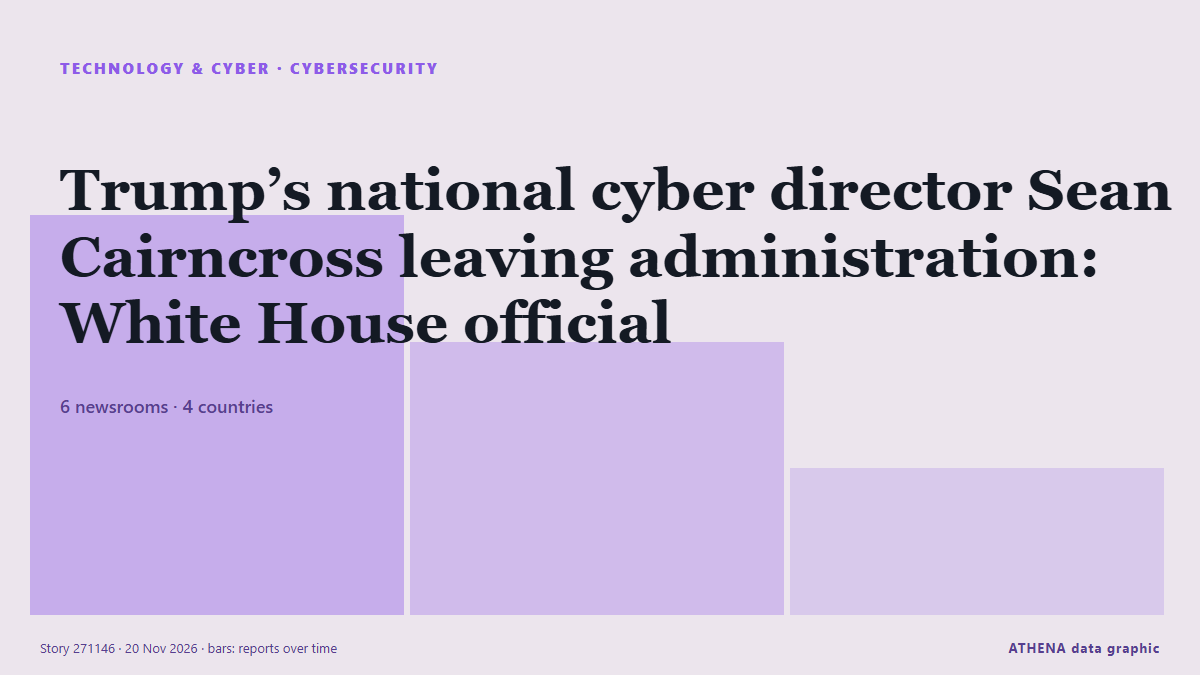 TECHNOLOGY & CYBER · CYBERSECURITY
Trump’s national cyber director Sean
Cairncross leaving administration:
White House official
6 newsrooms · 4 countries
Story 271146 · 20 Nov 2026 · bars: reports over time
ATHENA data graphic